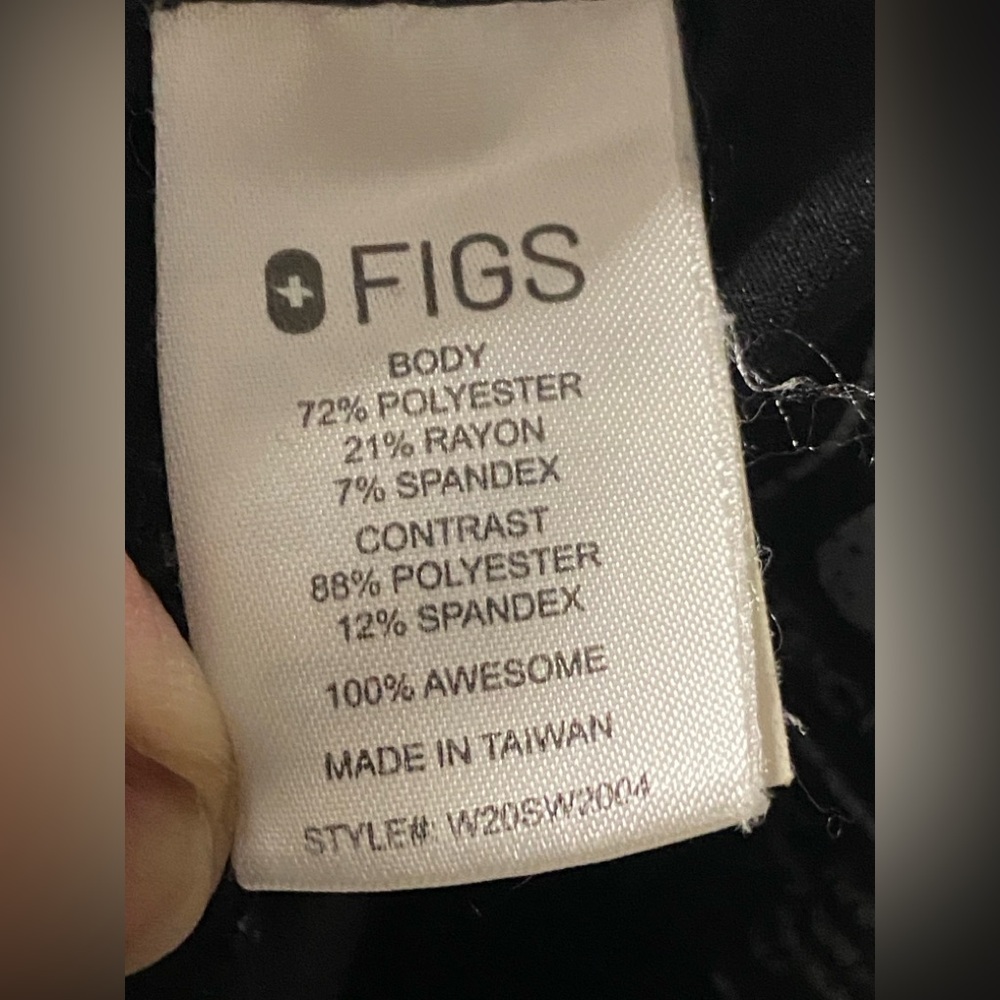 FIGS
BODY
72% POLYESTER
21% RAYON
7% SPANDEX
CONTRAST
88% POLYESTER
12% SPANDEX
100% AWESOME
MADE IN TAIWAN
STYLE#: W20SW2004